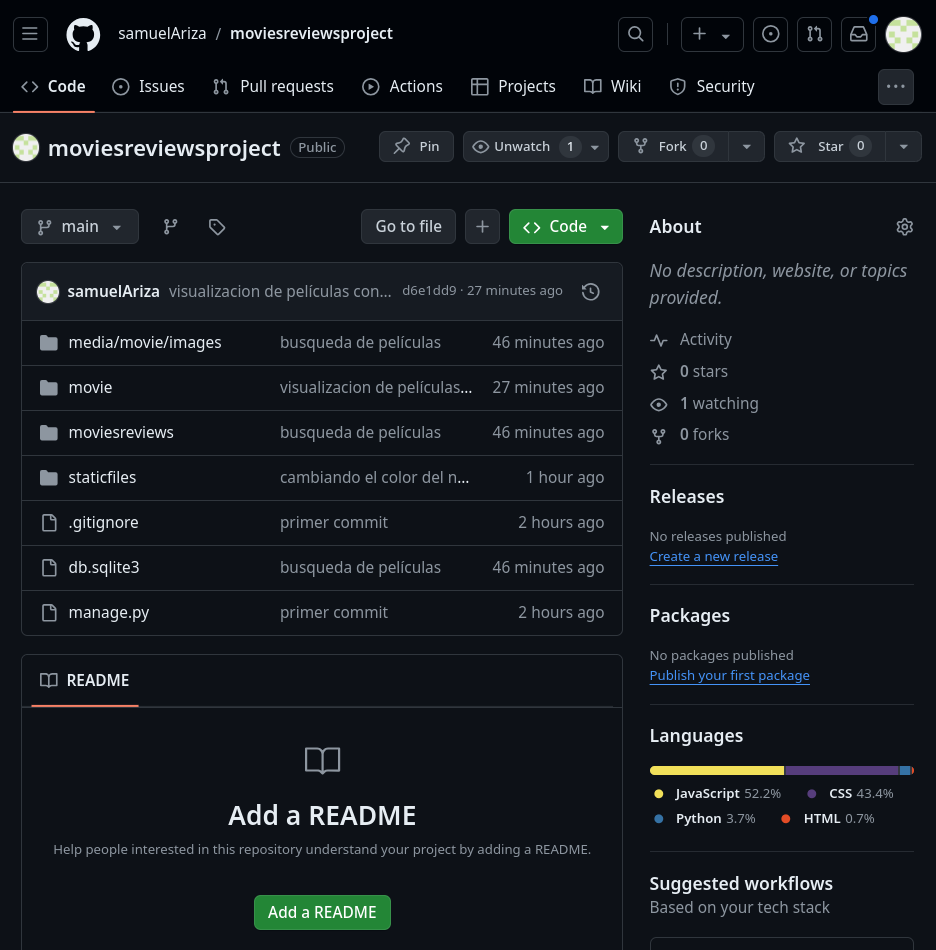 samuelAriza / moviesreviewsproject
Code Issues Pull requests Actions Projects Wiki Security
moviesreviewsproject Public Pin Unwatch 1 Fork 0 Star 0
main Go to file Code
samuelAriza visualizacion de películas con... d6e1dd9 · 27 minutes ago
media/movie/images busqueda de películas 46 minutes ago
movie visualizacion de películas... 27 minutes ago
moviesreviews busqueda de películas 46 minutes ago
staticfiles cambiando el color del n... 1 hour ago
.gitignore primer commit 2 hours ago
db.sqlite3 busqueda de películas 46 minutes ago
manage.py primer commit 2 hours ago
README
Add a README
Help people interested in this repository understand your project by adding a README.
Add a README
About
No description, website, or topics
provided.
Activity
0 stars
1 watching
0 forks
Releases
No releases published
Create a new release
Packages
No packages published
Publish your first package
Languages
JavaScript 52.2% CSS 43.4%
Python 3.7% HTML 0.7%
Suggested workflows
Based on your tech stack